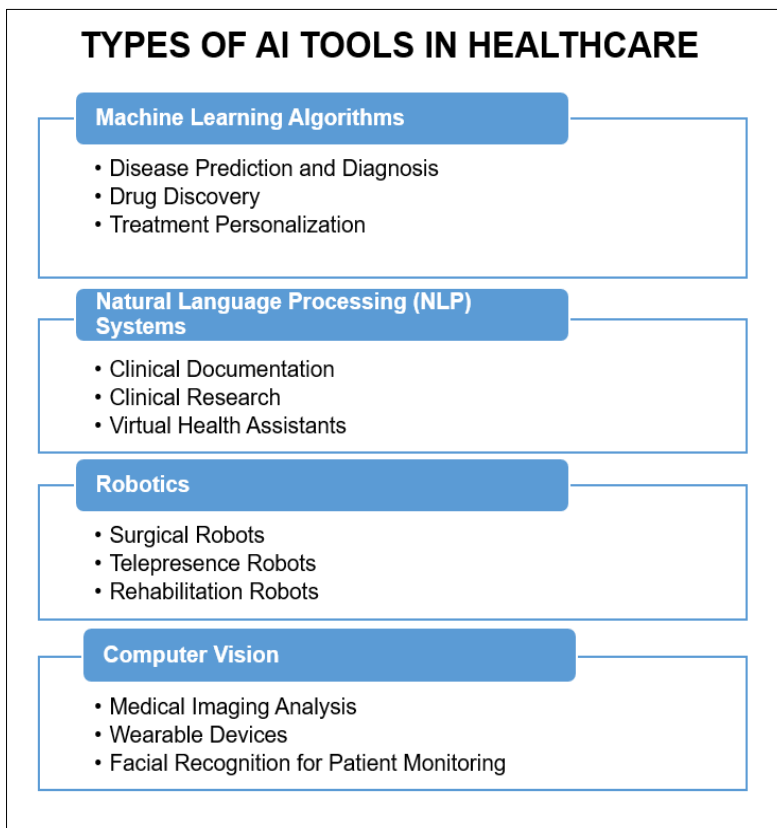 TYPES OF AI TOOLS IN HEALTHCARE
Machine Learning Algorithms
• Disease Prediction and Diagnosis
• Drug Discovery
• Treatment Personalization
Natural Language Processing (NLP)
Systems
• Clinical Documentation
• Clinical Research
• Virtual Health Assistants
Robotics
• Surgical Robots
• Telepresence Robots
• Rehabilitation Robots
Computer Vision
• Medical Imaging Analysis
• Wearable Devices
• Facial Recognition for Patient Monitoring